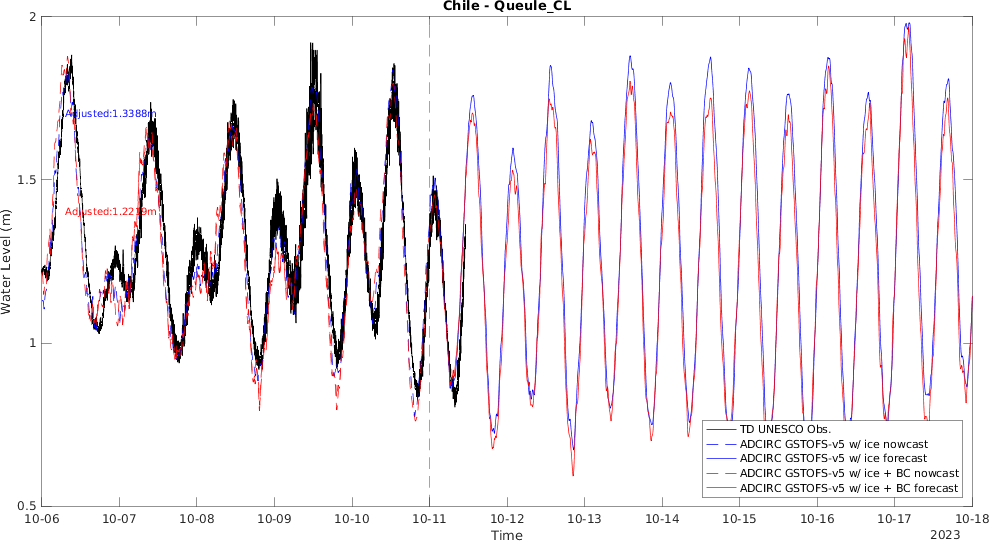 Chile - Queule_CL
2
1.5
1
0.5
Water Level (m)
Adjusted:1.3388m
Adjusted:1.2219m
TD UNESCO Obs.
ADCIRC GSTOFS-v5 w/ ice nowcast
ADCIRC GSTOFS-v5 w/ ice forecast
ADCIRC GSTOFS-v5 w/ ice + BC nowcast
ADCIRC GSTOFS-v5 w/ ice + BC forecast
10-06 10-07 10-08 10-09 10-10 10-11 10-12 10-13 10-14 10-15 10-16 10-17 10-18
Time
2023